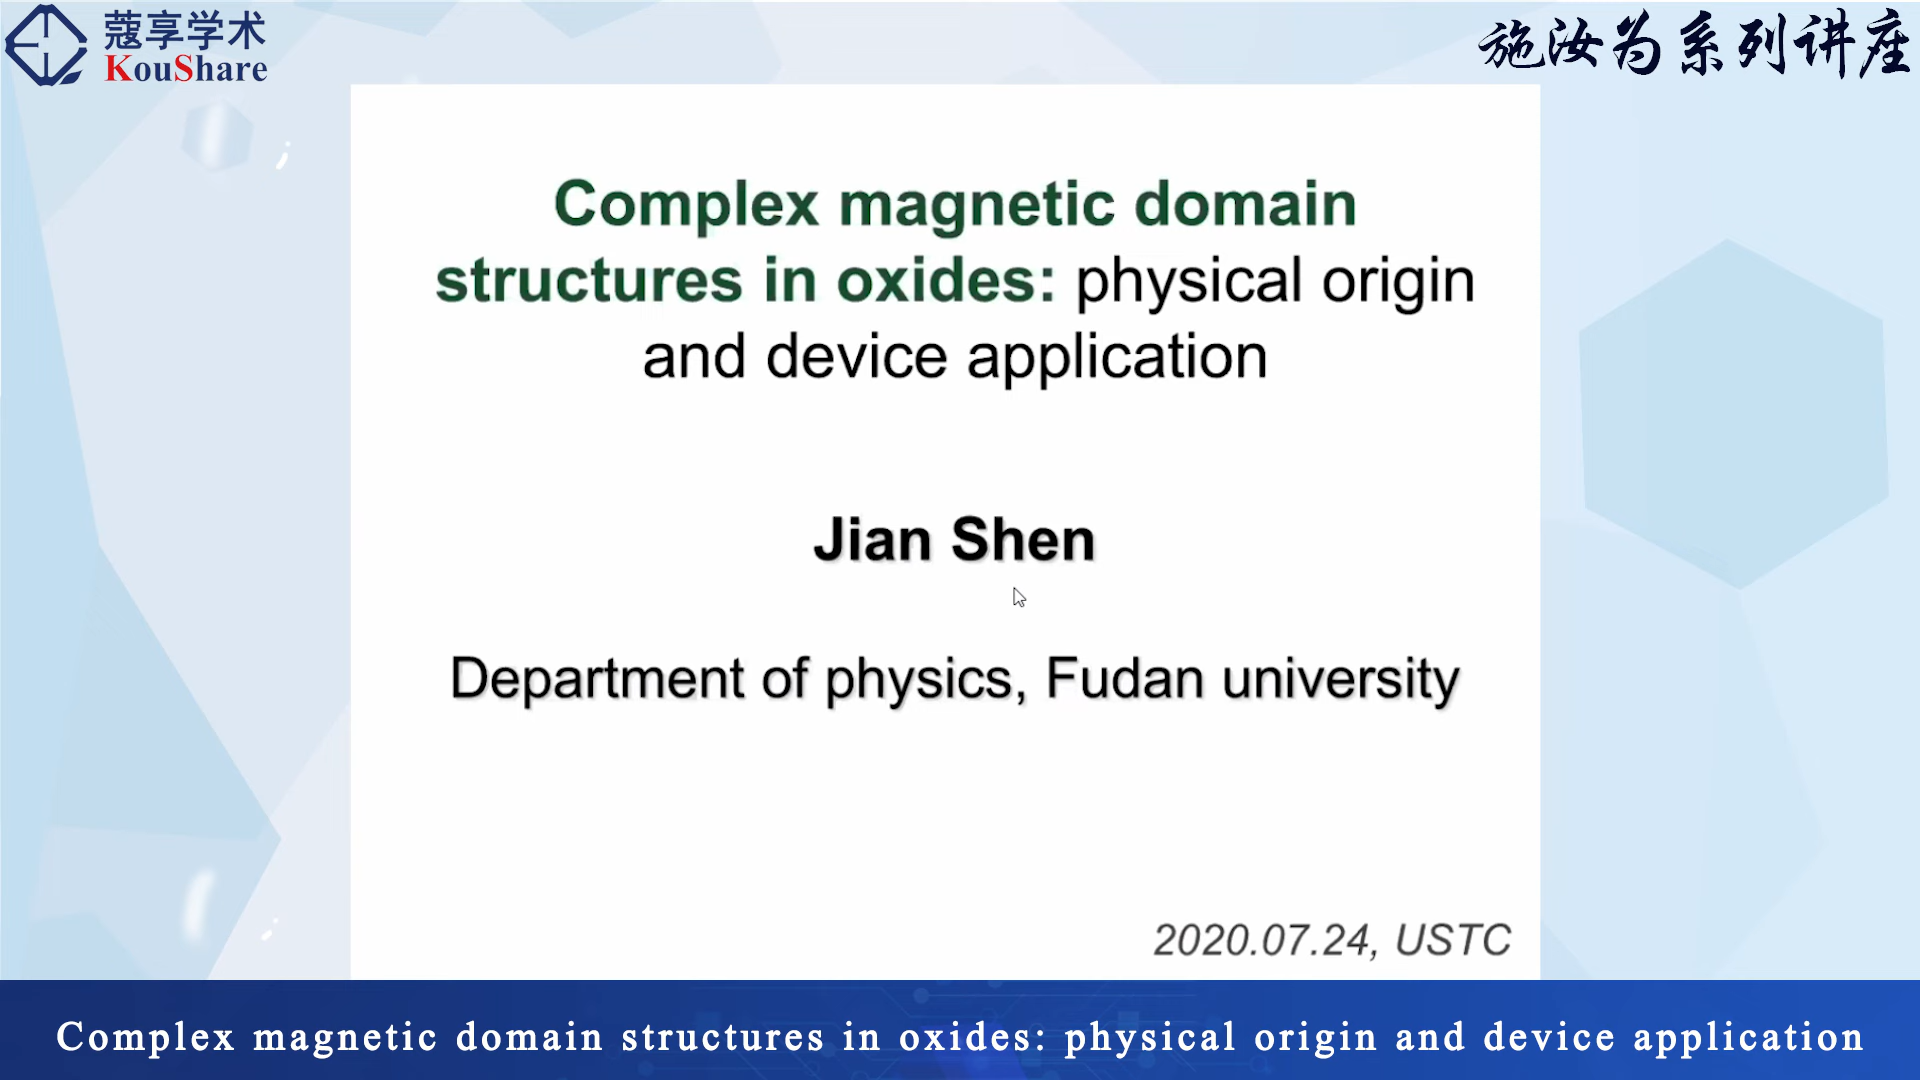 蔻享学术
KouShare
施汝为系列讲座
Complex magnetic domain
structures in oxides: physical origin
and device application
Jian Shen
Department of physics, Fudan university
2020.07.24, USTC
Complex magnetic domain structures in oxides: physical origin and device application